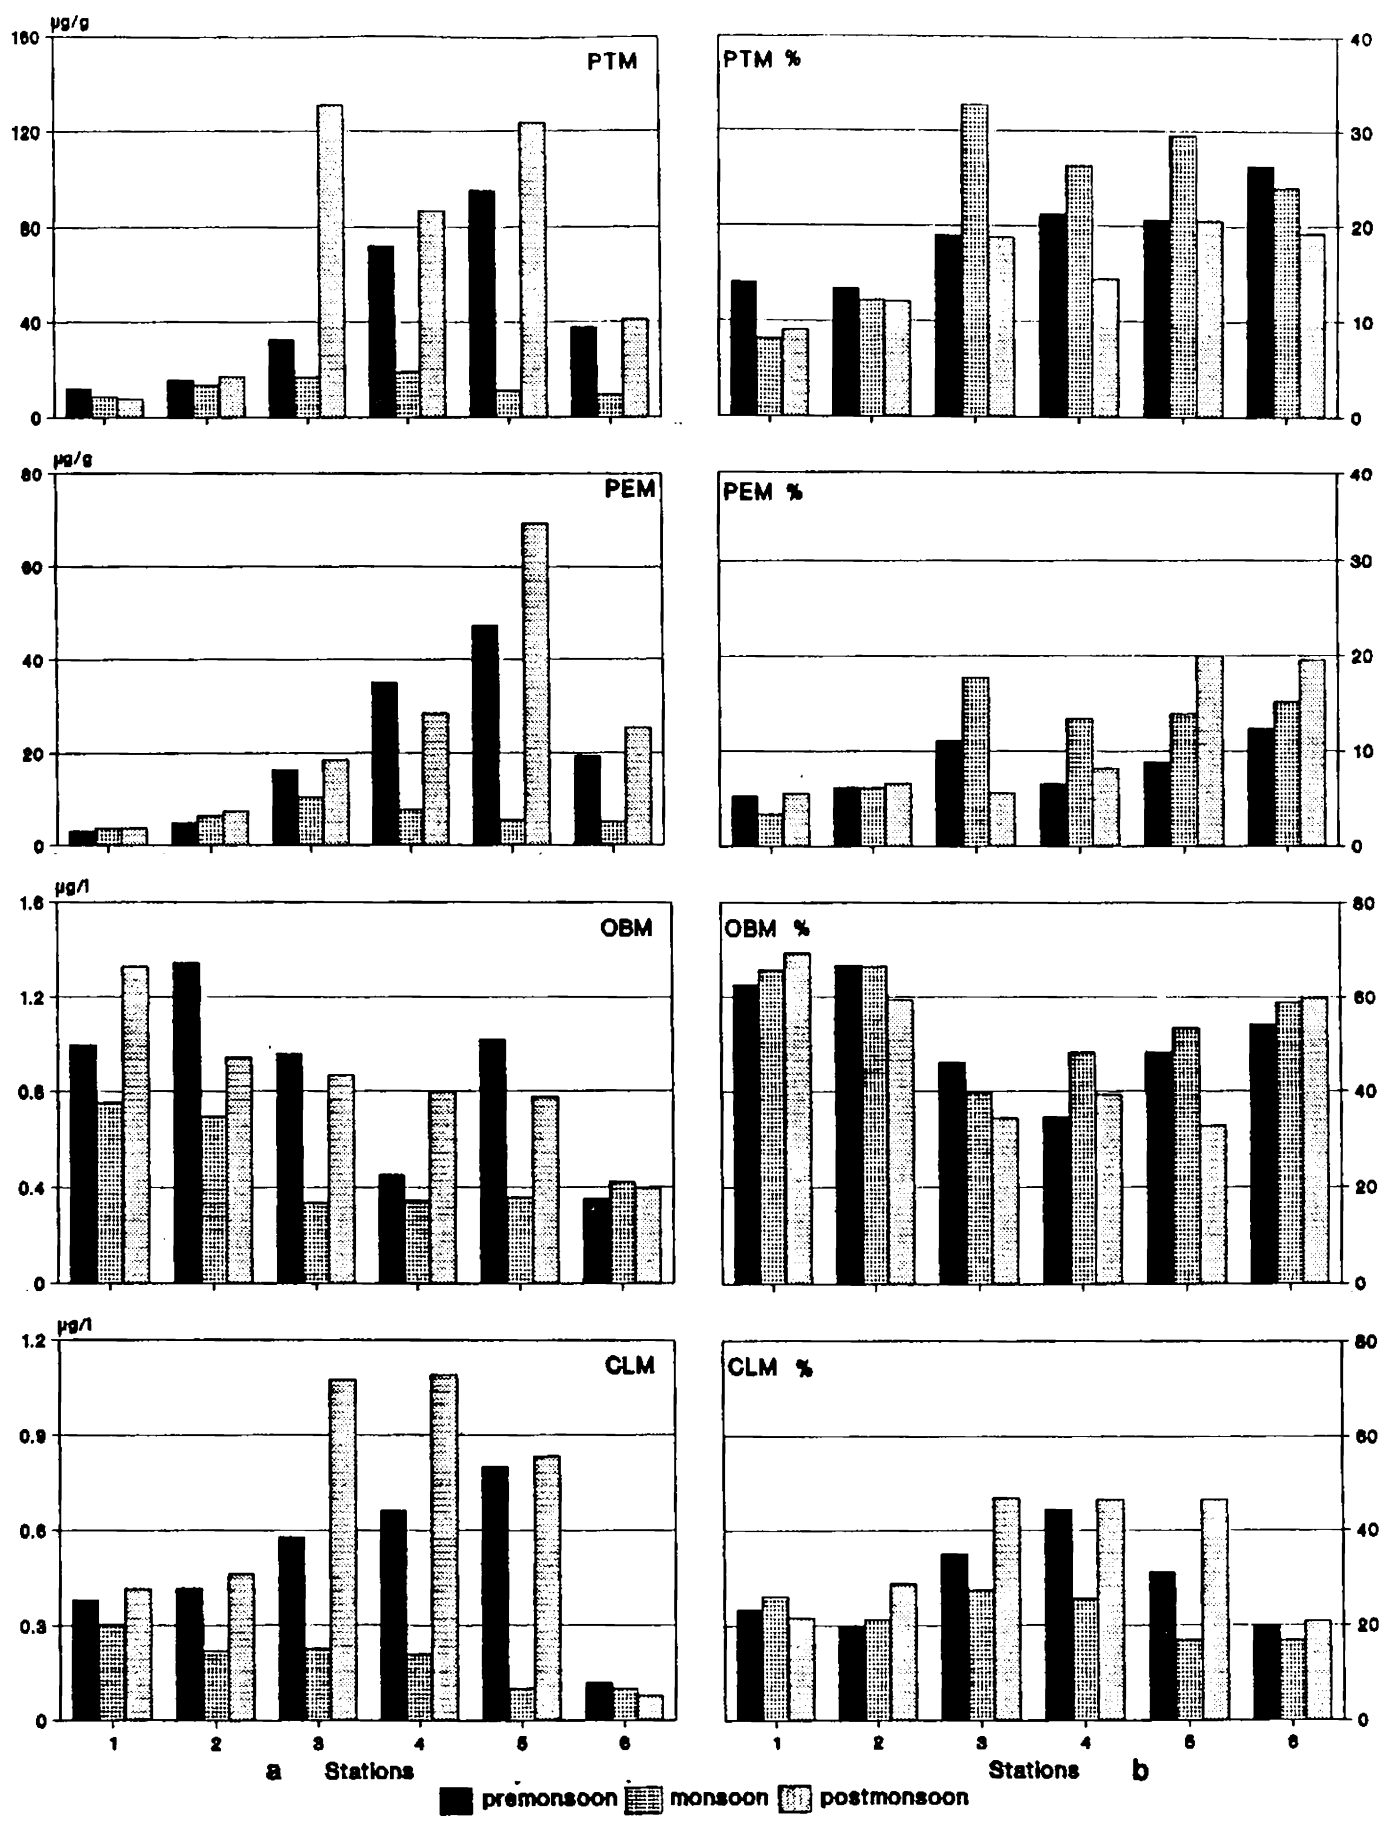 µg/g
160
PTM
120
80
40
0
PTM %
40
30
20
10
0
µg/g
80
PEM
60
40
20
0
PEM %
40
30
20
10
0
µg/l
1.6
OBM
1.2
0.8
0.4
0
OBM %
80
60
40
20
0
µg/l
1.2
CLM
0.9
0.6
0.3
0
1 2 3 4 5 6
a Stations
CLM %
80
60
40
20
0
1 2 3 4 5 6
Stations b
premonsoon monsoon postmonsoon